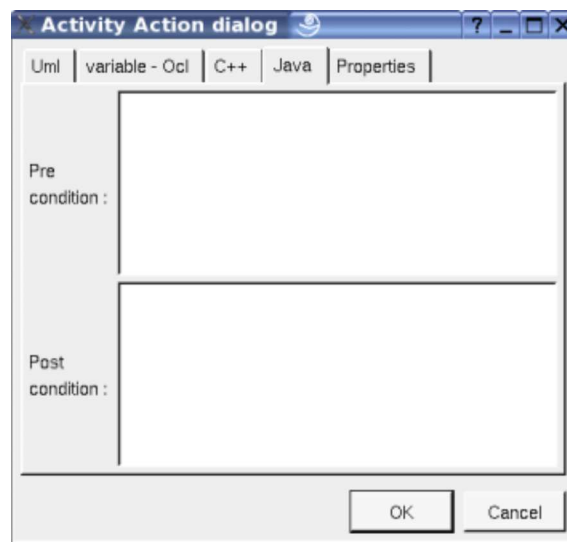 Activity Action dialog
Uml variable - Ocl C++ Java Properties
Pre
condition :
Post
condition :
OK Cancel